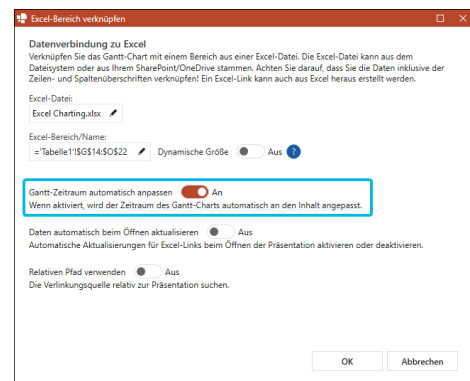 Excel-Bereich verknüpfen
Datenverbindung zu Excel
Verknüpfen Sie das Gantt-Chart mit einem Bereich aus einer Excel-Datei. Die Excel-Datei kann aus dem
Dateisystem oder aus Ihrem SharePoint/OneDrive stammen. Achten Sie darauf, dass Sie die Daten inklusive der
Zeilen- und Spaltenüberschriften verknüpfen! Ein Excel-Link kann auch aus Excel heraus erstellt werden.
Excel-Datei:
Excel Charting.xlsx
Excel-Bereich/Name:
='Tabelle1'!$G$14:$O$22 Dynamische Größe Aus ?
Gantt-Zeitraum automatisch anpassen An
Wenn aktiviert, wird der Zeitraum des Gantt-Charts automatisch an den Inhalt angepasst.
Daten automatisch beim Öffnen aktualisieren Aus
Automatische Aktualisierungen für Excel-Links beim Öffnen der Präsentation aktivieren oder deaktivieren.
Relativen Pfad verwenden Aus
Die Verlinkungsquelle relativ zur Präsentation suchen.
OK Abbrechen